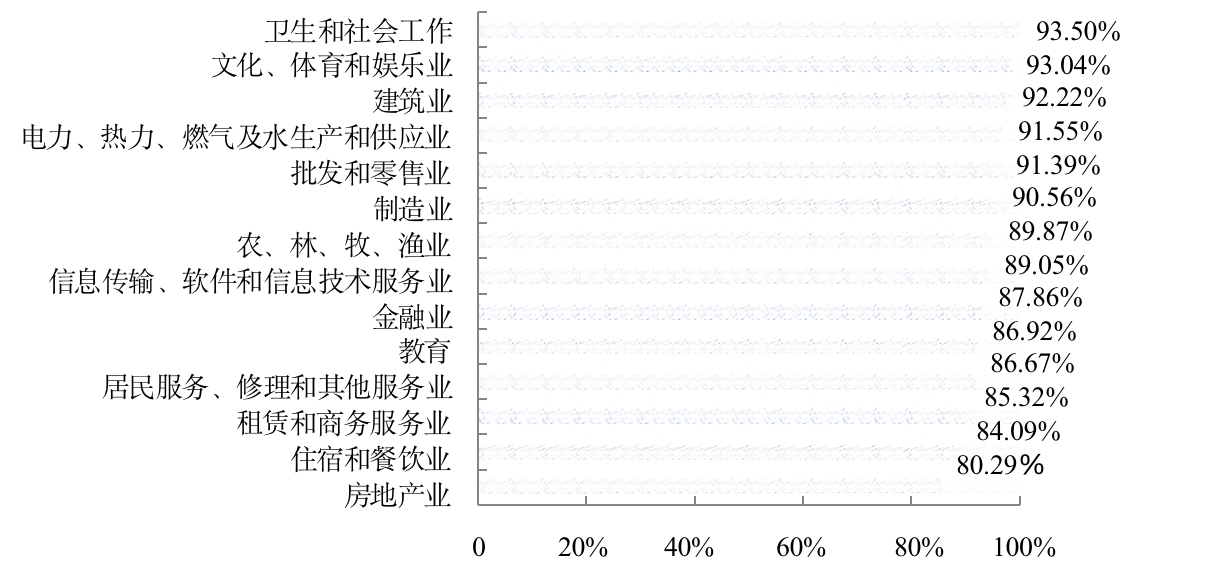 卫生和社会工作 93.50%
文化、体育和娱乐业 93.04%
建筑业 92.22%
电力、热力、燃气及水生产和供应业 91.55%
批发和零售业 91.39%
制造业 90.56%
农、林、牧、渔业 89.87%
信息传输、软件和信息技术服务业 89.05%
金融业 87.86%
教育 86.92%
居民服务、修理和其他服务业 86.67%
租赁和商务服务业 85.32%
住宿和餐饮业 84.09%
房地产业 80.29%
0 20% 40% 60% 80% 100%